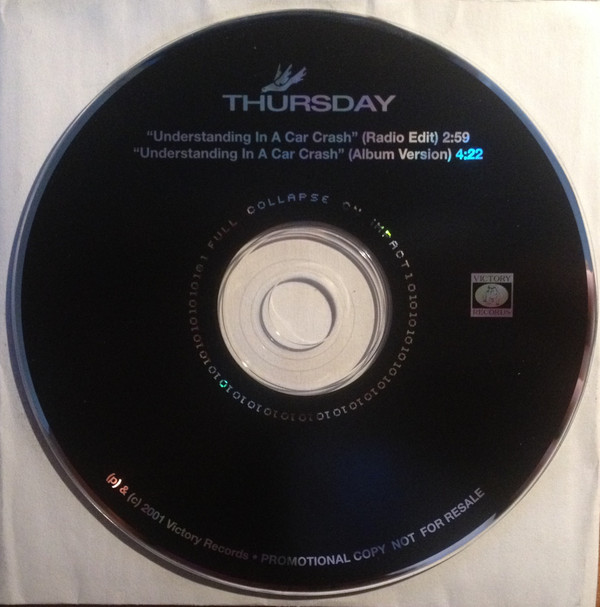 THURSDAY
“Understanding In A Car Crash” (Radio Edit) 2:59
“Understanding In A Car Crash” (Album Version) 4:22
FULL COLLAPSE ON IMPACT
VICTORY
RECORDS
(p) & (c) 2001 Victory Records • PROMOTIONAL COPY NOT FOR RESALE